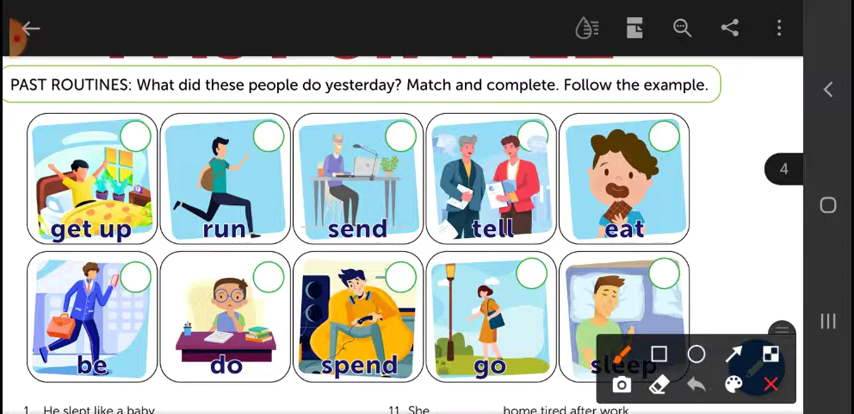 PAST ROUTINES: What did these people do yesterday? Match and complete. Follow the example.
4
get up
run
send
tell
eat
be
do
spend
go
sleep
1. He slept like a baby
11. She home tired after work